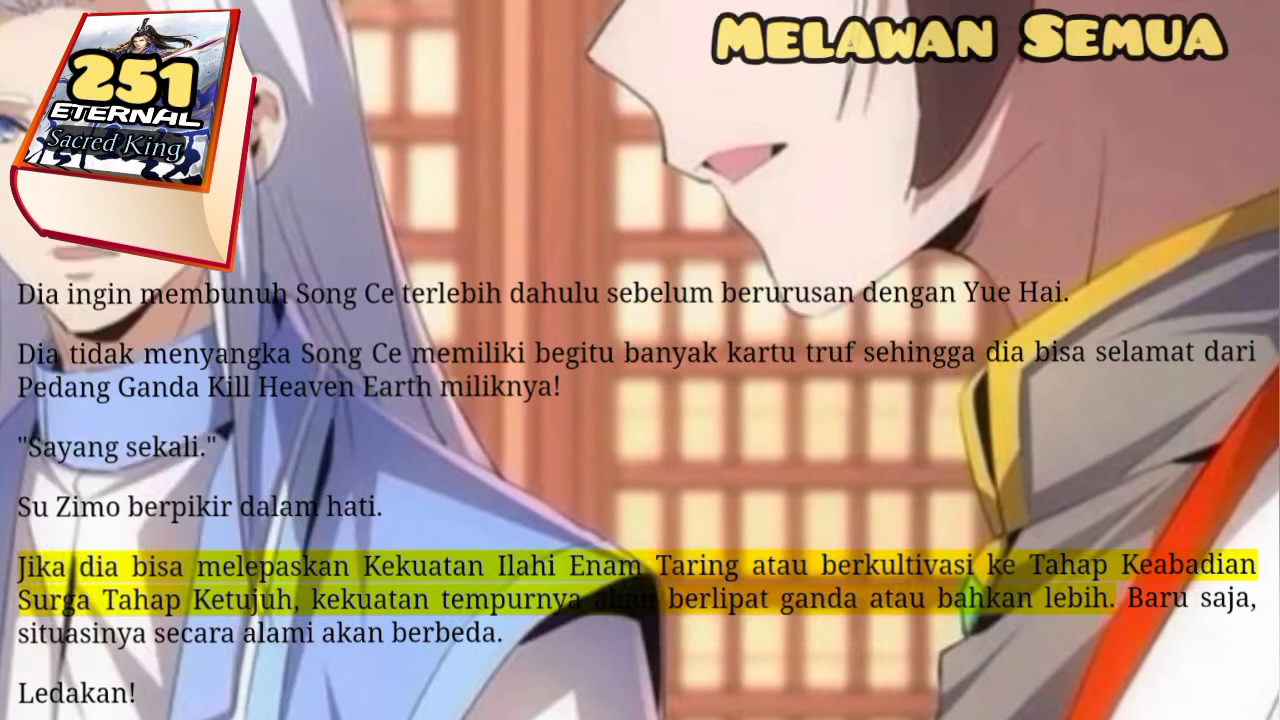 251
ETERNAL
Sacred King
MELAWAN SEMUA
Dia ingin membunuh Song Ce terlebih dahulu sebelum berurusan dengan Yue Hai.
Dia tidak menyangka Song Ce memiliki begitu banyak kartu truf sehingga dia bisa selamat dari
Pedang Ganda Kill Heaven Earth miliknya!
"Sayang sekali."
Su Zimo berpikir dalam hati.
Jika dia bisa melepaskan Kekuatan Ilahi Enam Taring atau berkultivasi ke Tahap Keabadian
Surga Tahap Ketujuh, kekuatan tempurnya akan berlipat ganda atau bahkan lebih. Baru saja,
situasinya secara alami akan berbeda.
Ledakan!